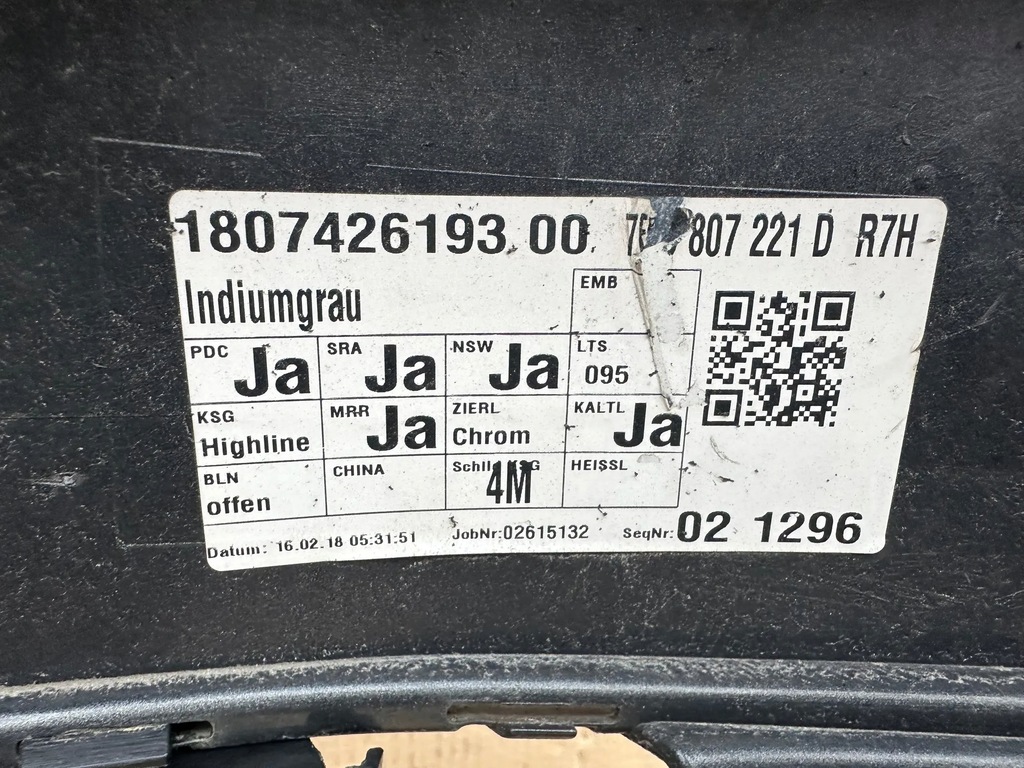 1807426193 00 807 221 D R7H
Indiumgrau
EMB
PDC Ja SRA Ja NSW Ja LTS 095
KSG Highline MRR Ja ZIERL Chrom KALTL Ja
BLN offen CHINA 4M HEISSL
Datum: 16.02.18 05:31:51 JobNr:02615132 SeqNr: 02 1296